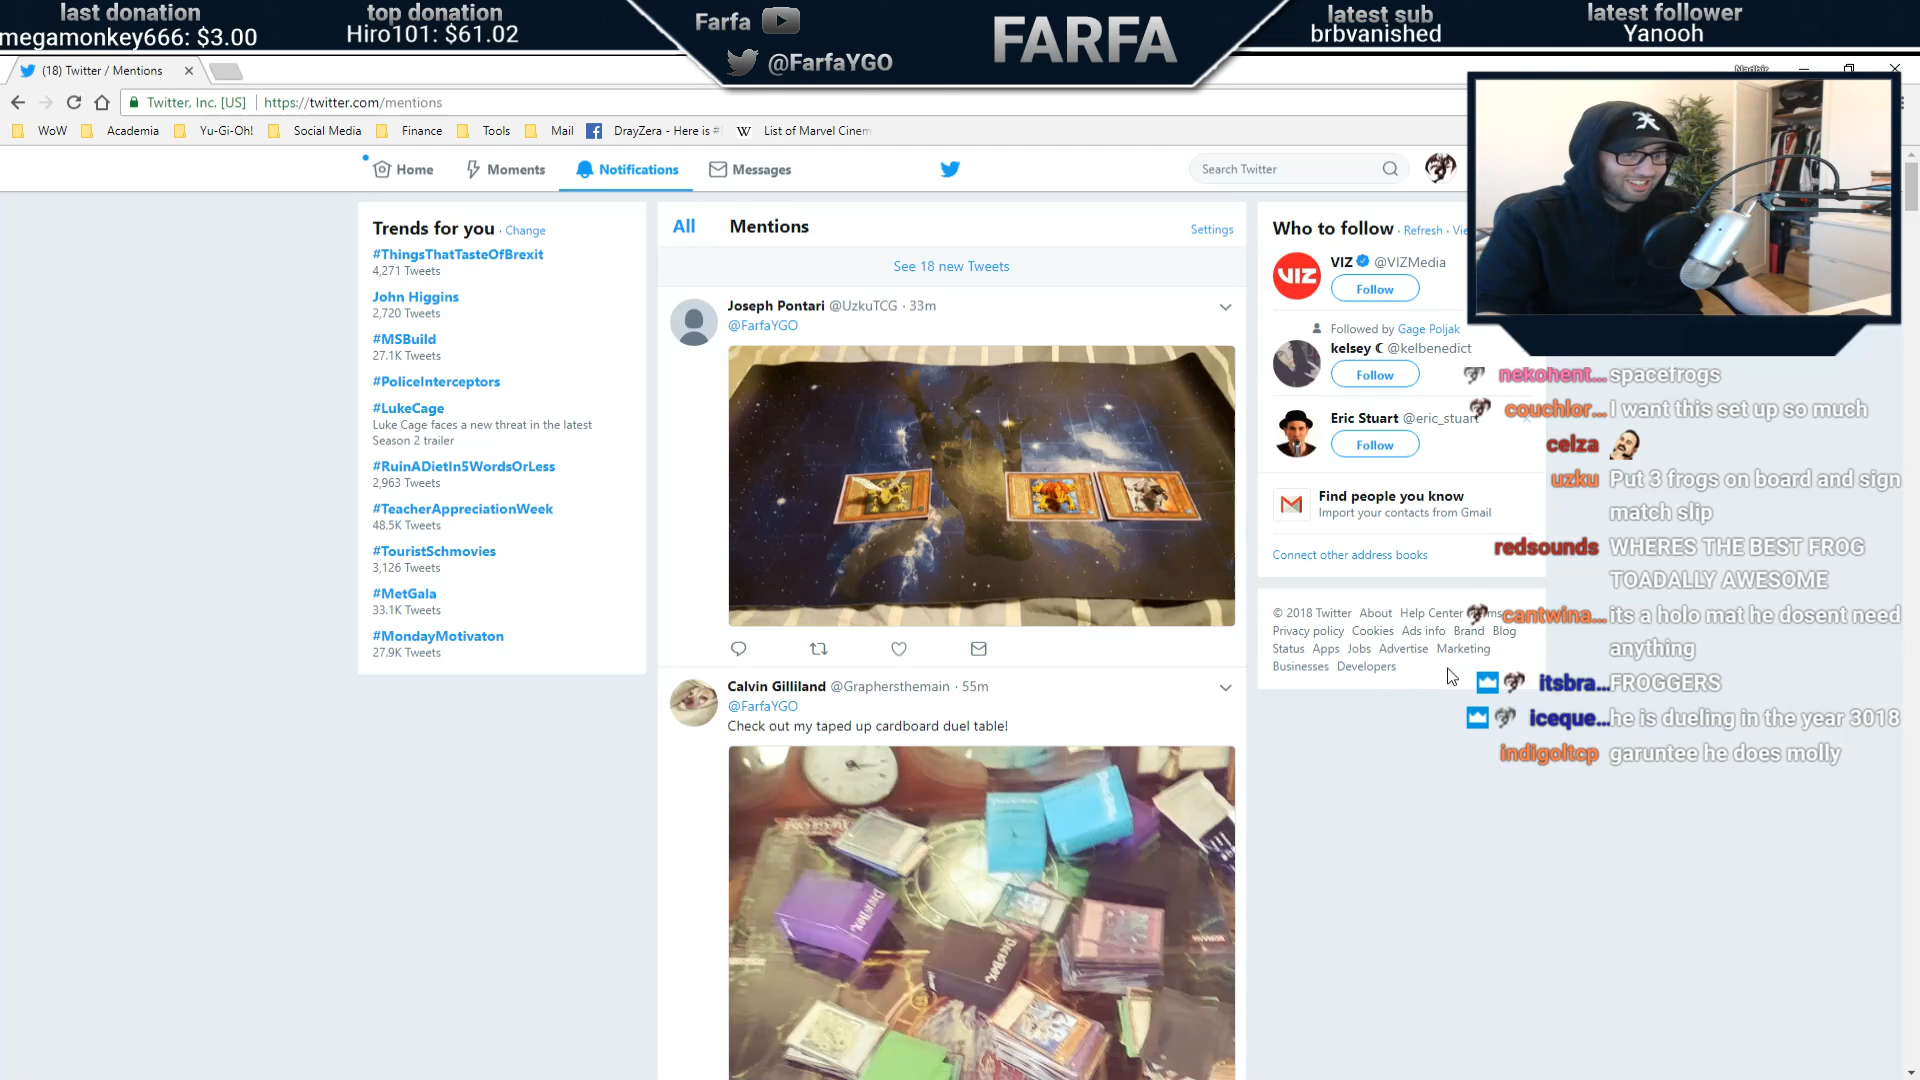 last donation
megamonkey666: $3.00
top donation
Hiro101: $61.02
Farfa
@FarfaYGO
FARFA
latest sub
brbvanished
latest follower
Yanooh
(18) Twitter / Mentions
Twitter, Inc. [US]
https://twitter.com/mentions
WoW
Academia
Yu-Gi-Oh!
Social Media
Finance
Tools
Mail
DrayZera - Here is #
W
List of Marvel Cinem
Home
Moments
Notifications
Messages
Search Twitter
Trends for you · Change
#ThingsThatTasteOfBrexit
4,271 Tweets
John Higgins
2,720 Tweets
#MSBuild
27.1K Tweets
#PoliceInterceptors
#LukeCage
Luke Cage faces a new threat in the latest
Season 2 trailer
#RuinADietIn5WordsOrLess
2,963 Tweets
#TeacherAppreciationWeek
48.5K Tweets
#TouristSchmovies
3,126 Tweets
#MetGala
33.1K Tweets
#MondayMotivaton
27.9K Tweets
All
Mentions
Settings
See 18 new Tweets
Joseph Pontari @UzkuTCG · 33m
@FarfaYGO
Calvin Gilliland @Graphersthemain · 55m
@FarfaYGO
Check out my taped up cardboard duel table!
Who to follow · Refresh · Vie
VIZ
VIZ @VIZMedia
Follow
Followed by Gage Poljak
kelsey ☾ @kelbenedict
Follow
Eric Stuart @eric_stuart
Follow
Find people you know
Import your contacts from Gmail
Connect other address books
© 2018 Twitter About Help Center
Privacy policy Cookies Ads info Brand Blog
Status Apps Jobs Advertise Marketing
Businesses Developers
nekohent... spacefrogs
couchlor... I want this set up so much
celza
uzku Put 3 frogs on board and sign
match slip
redsounds WHERES THE BEST FROG
TOADALLY AWESOME
cantwina... its a holo mat he dosent need
anything
itsbra... FROGGERS
iceque... he is dueling in the year 3018
indigoltcp garuntee he does molly